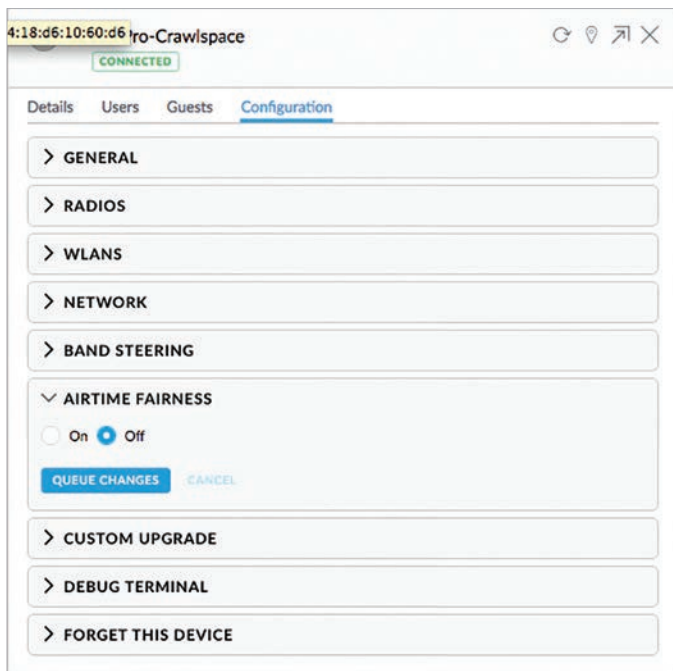 4:18:d6:10:60:d6 Pro-Crawlspace
CONNECTED
Details Users Guests Configuration
GENERAL
RADIOS
WLANS
NETWORK
BAND STEERING
AIRTIME FAIRNESS
On Off
QUEUE CHANGES CANCEL
CUSTOM UPGRADE
DEBUG TERMINAL
FORGET THIS DEVICE